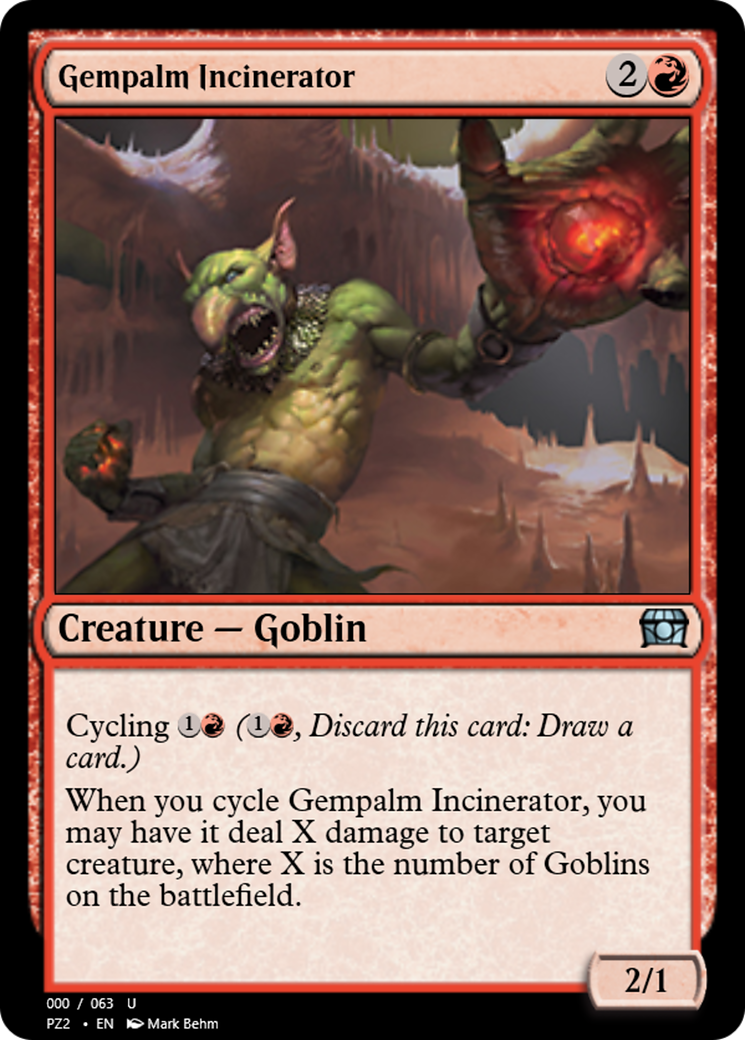 Gempalm Incinerator 2
Creature — Goblin
Cycling 1 (1, Discard this card: Draw a
card.)
When you cycle Gempalm Incinerator, you
may have it deal X damage to target
creature, where X is the number of Goblins
on the battlefield.
2/1
000 / 063 U
PZ2 • EN Mark Behm